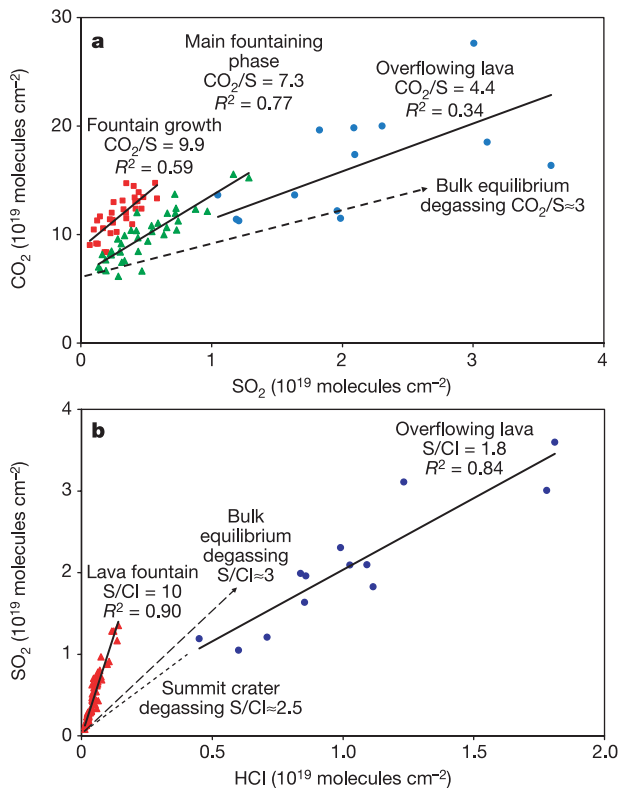 a
Main fountaining
phase
CO₂/S = 7.3
R² = 0.77
Overflowing lava
CO₂/S = 4.4
R² = 0.34
Fountain growth
CO₂/S = 9.9
R² = 0.59
Bulk equilibrium
degassing CO₂/S≈3
30
20
10
0
CO₂ (10¹⁹ molecules cm⁻²)
0
1
2
3
4
SO₂ (10¹⁹ molecules cm⁻²)
b
Overflowing lava
S/Cl = 1.8
R² = 0.84
Bulk
equilibrium
degassing
S/Cl≈3
Lava fountain
S/Cl = 10
R² = 0.90
Summit crater
degassing S/Cl≈2.5
4
3
2
1
0
SO₂ (10¹⁹ molecules cm⁻²)
0
0.5
1.0
1.5
2.0
HCl (10¹⁹ molecules cm⁻²)